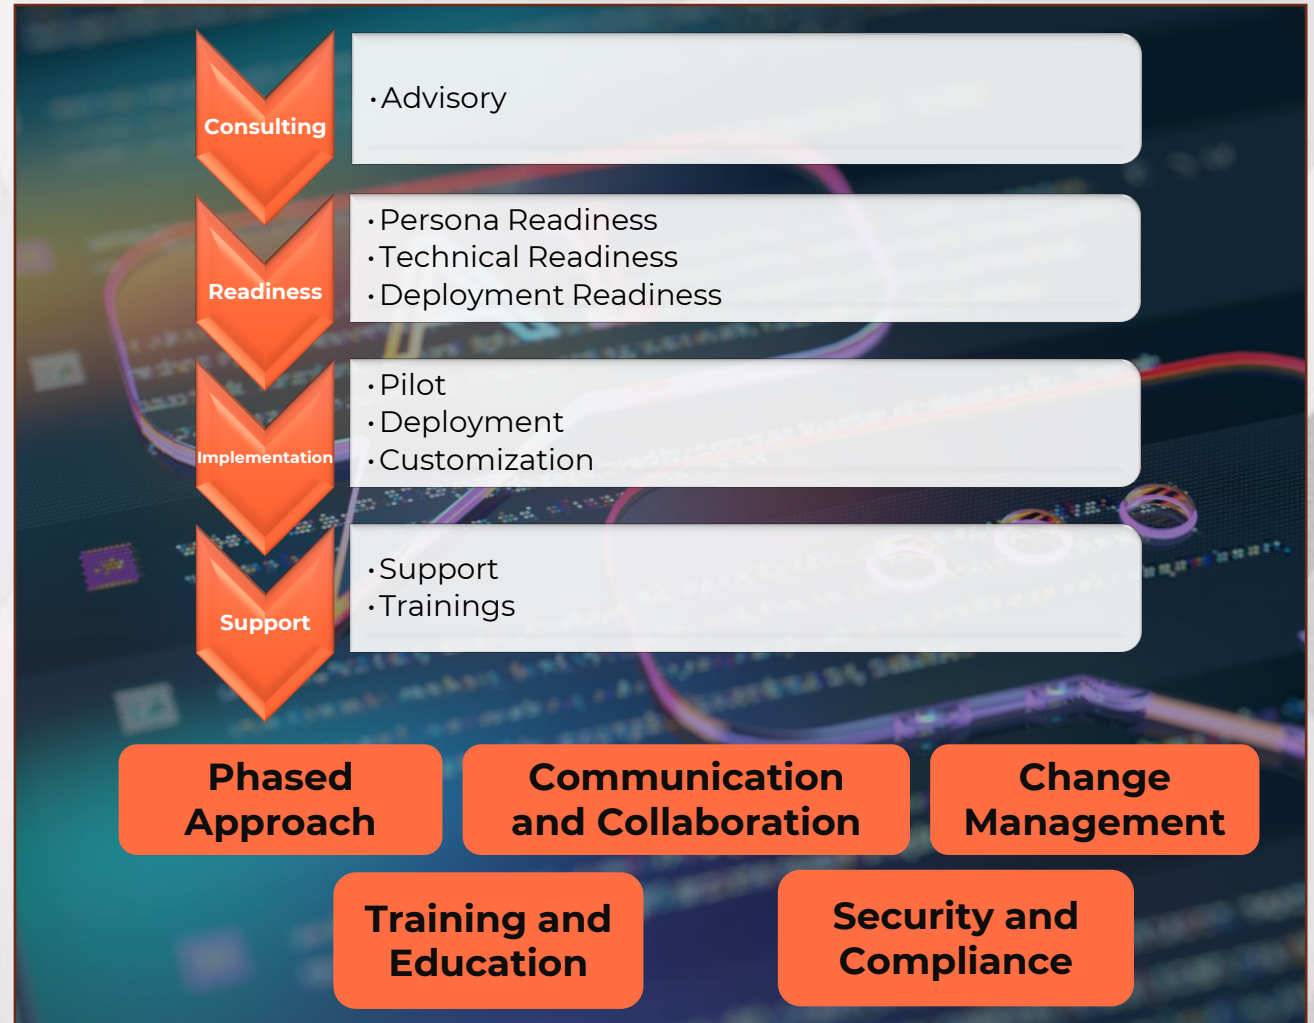 Consulting
•Advisory
Readiness
•Persona Readiness
•Technical Readiness
•Deployment Readiness
Implementation
•Pilot
•Deployment
•Customization
Support
•Support
•Trainings
Phased
Approach
Communication
and Collaboration
Change
Management
Training and
Education
Security and
Compliance